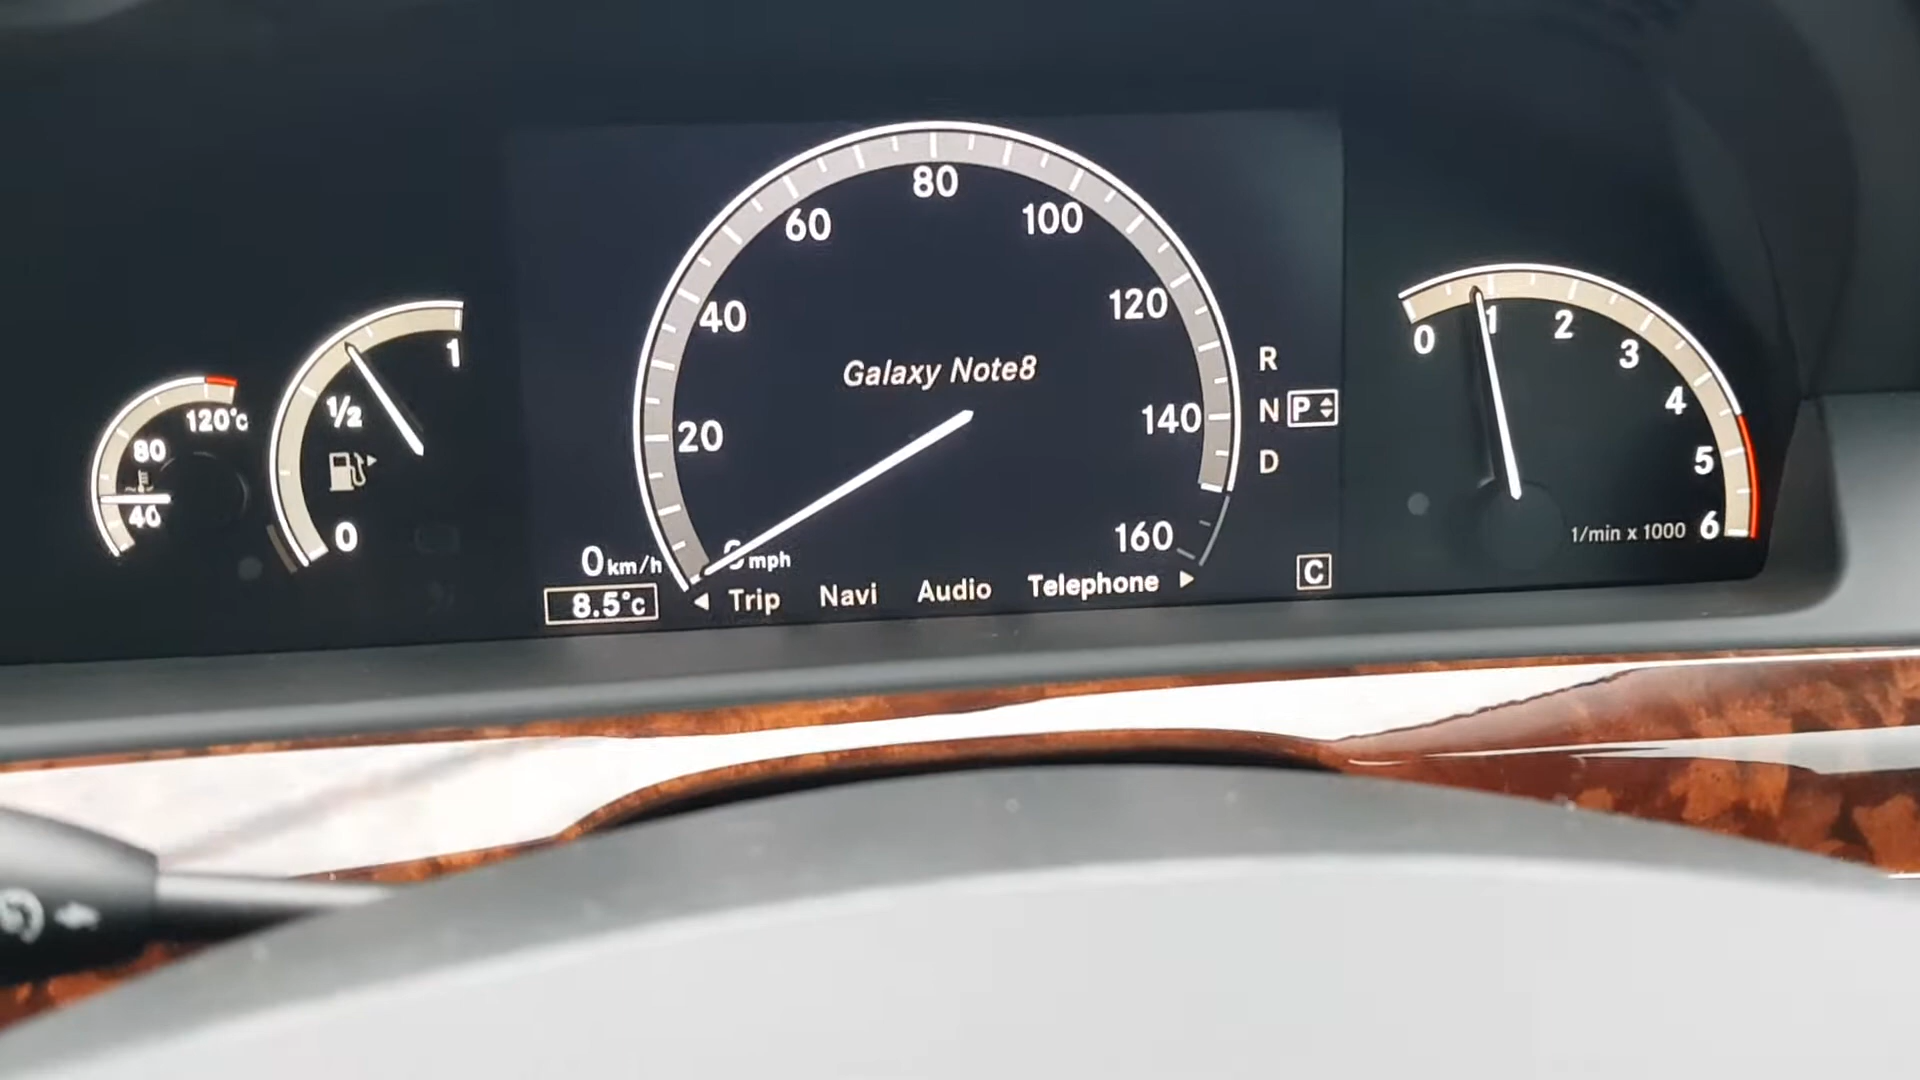 120°C
80
40
1
1/2
0
80
60
100
40
120
Galaxy Note8
20
140
160
0 km/h
mph
8.5°C
Trip Navi Audio Telephone
R
N P
D
C
0
1
2
3
4
5
6
1/min x 1000